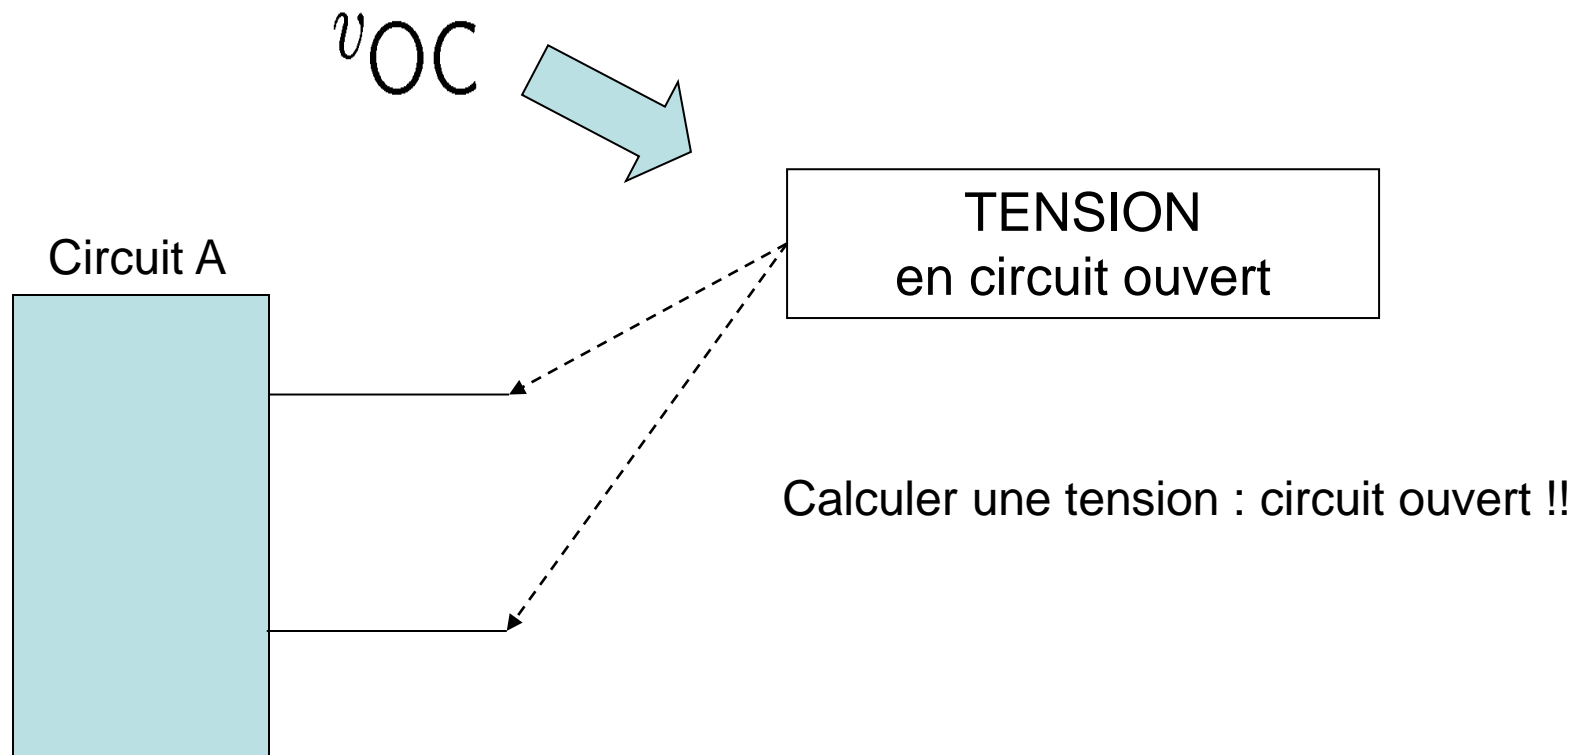 vOC
TENSION
en circuit ouvert
Circuit A
Calculer une tension : circuit ouvert !!